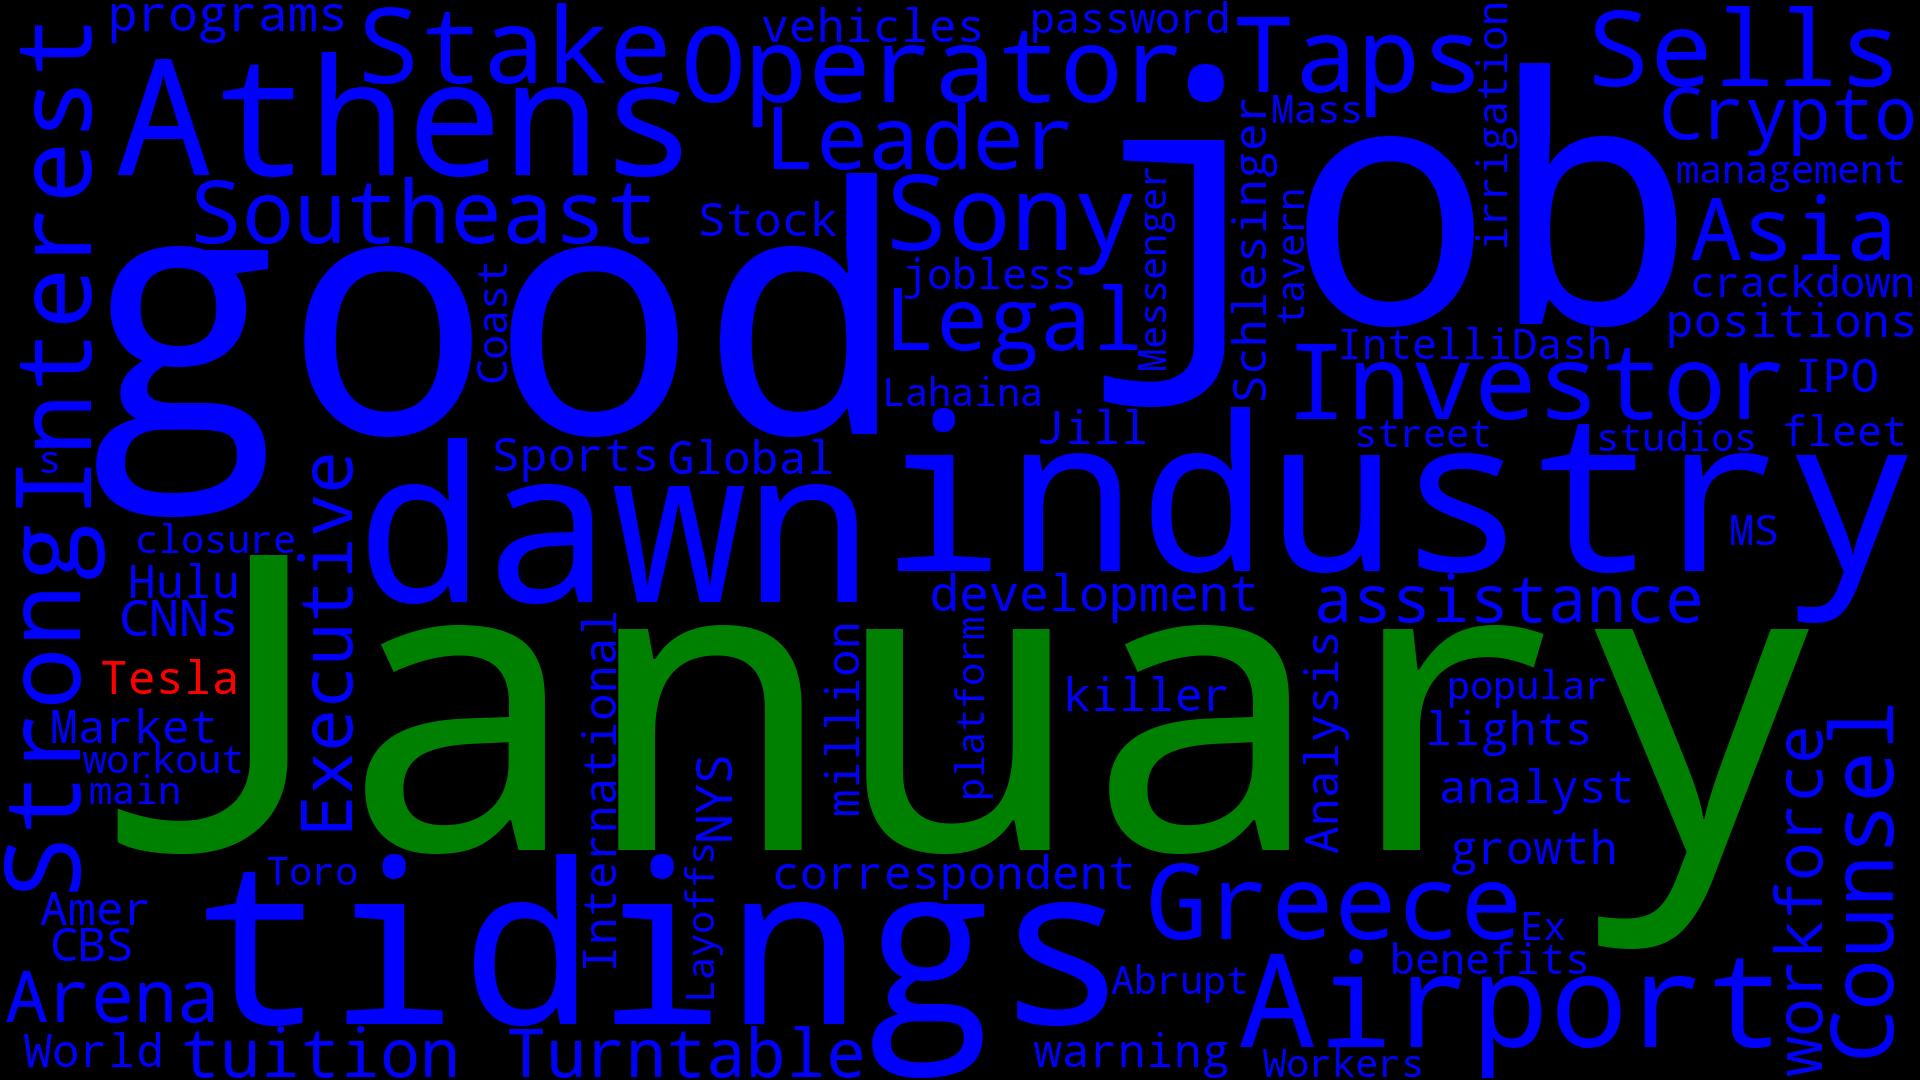 programs
Stake
vehicles
password
Operator
Taps
irrigation
Sells
Athens
Leader
Mass
Crypto
Interest
Southeast
Stock
Sony
Messenger
Schlesinger
tavern
job
management
Asia
good
Coast
jobless
Legal
crackdown
positions
IntelliDash
Investor
IPO
Lahaina
Jill
street
studios
fleet
s
Executive
Sports
Global
dawn
industry
MS
closure
Hulu
CNNs
development
assistance
Strong
Tesla
January
International
million
platform
killer
Analysis
popular
lights
Market
workout
main
NYS
analyst
growth
workforce
Counsel
Toro
Layoffs
correspondent
Greece
Ex
Amer
CBS
tidings
benefits
Arena
Abrupt
Airport
World
tuition
Turntable
warning
Workers